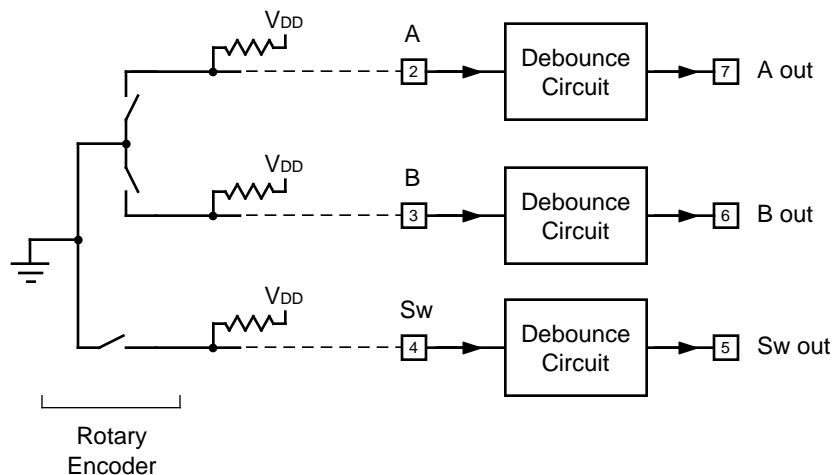 VDD
A
2
Debounce
Circuit
7
A out
VDD
B
3
Debounce
Circuit
6
B out
VDD
Sw
4
Debounce
Circuit
5
Sw out
Rotary
Encoder